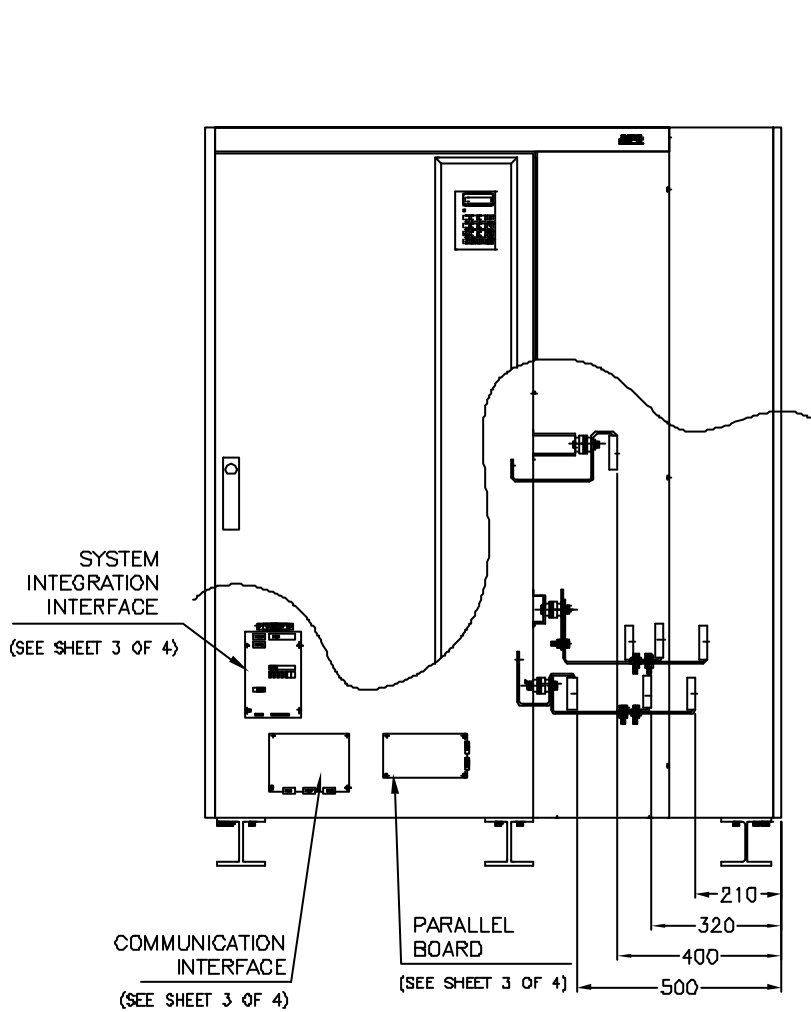 SYSTEM
INTEGRATION
INTERFACE
(SEE SHEET 3 OF 4)
COMMUNICATION
INTERFACE
(SEE SHEET 3 OF 4)
PARALLEL
BOARD
(SEE SHEET 3 OF 4)
210
320
400
500